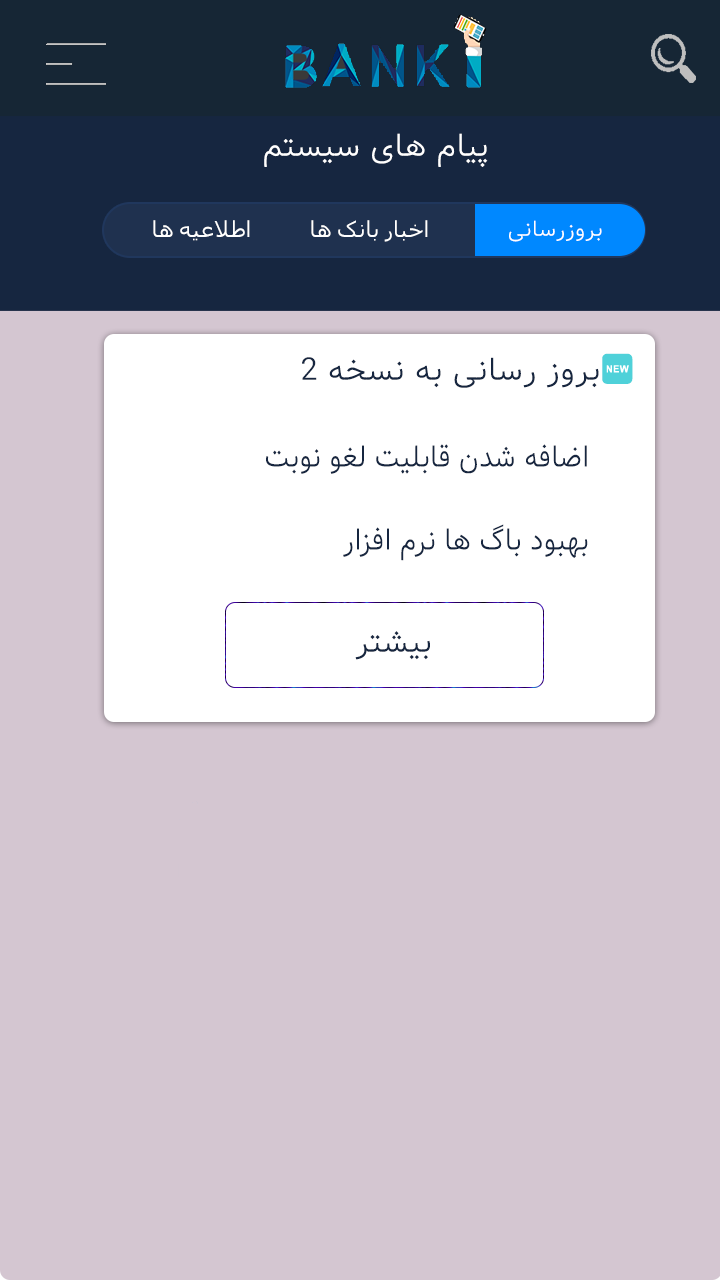 BANKI
پیام های سیستم
بروزرسانی
اخبار بانک ها
اطلاعیه ها
NEW بروز رسانی به نسخه 2
اضافه شدن قابلیت لغو نوبت
بهبود باگ ها نرم افزار
بیشتر